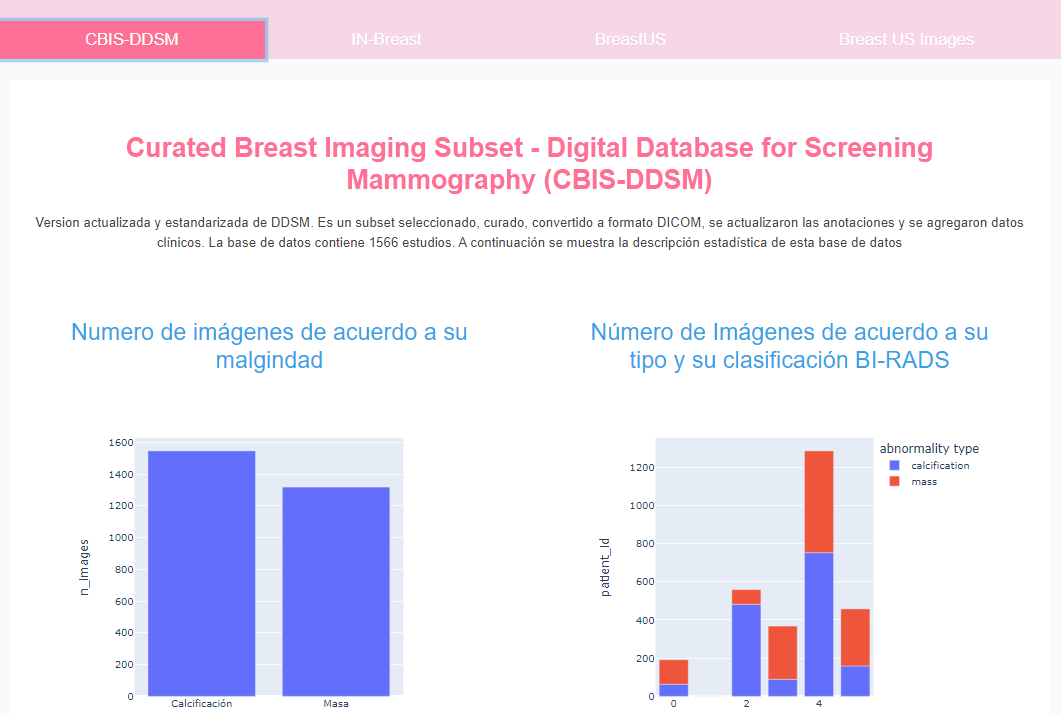 CBIS-DDSM IN-Breast BreastUS Breast US Images
Curated Breast Imaging Subset - Digital Database for Screening
Mammography (CBIS-DDSM)
Version actualizada y estandarizada de DDSM. Es un subset seleccionado, curado, convertido a formato DICOM, se actualizaron las anotaciones y se agregaron datos
clínicos. La base de datos contiene 1566 estudios. A continuación se muestra la descripción estadística de esta base de datos
Numero de imágenes de acuerdo a su
malgindad
1600
1400
1200
1000
800
600
400
200
0
n_Images
Calcificación Masa
Número de Imágenes de acuerdo a su
tipo y su clasificación BI-RADS
1200
1000
800
600
400
200
0
patient_Id
0 2 4
abnormality type
calcification
mass